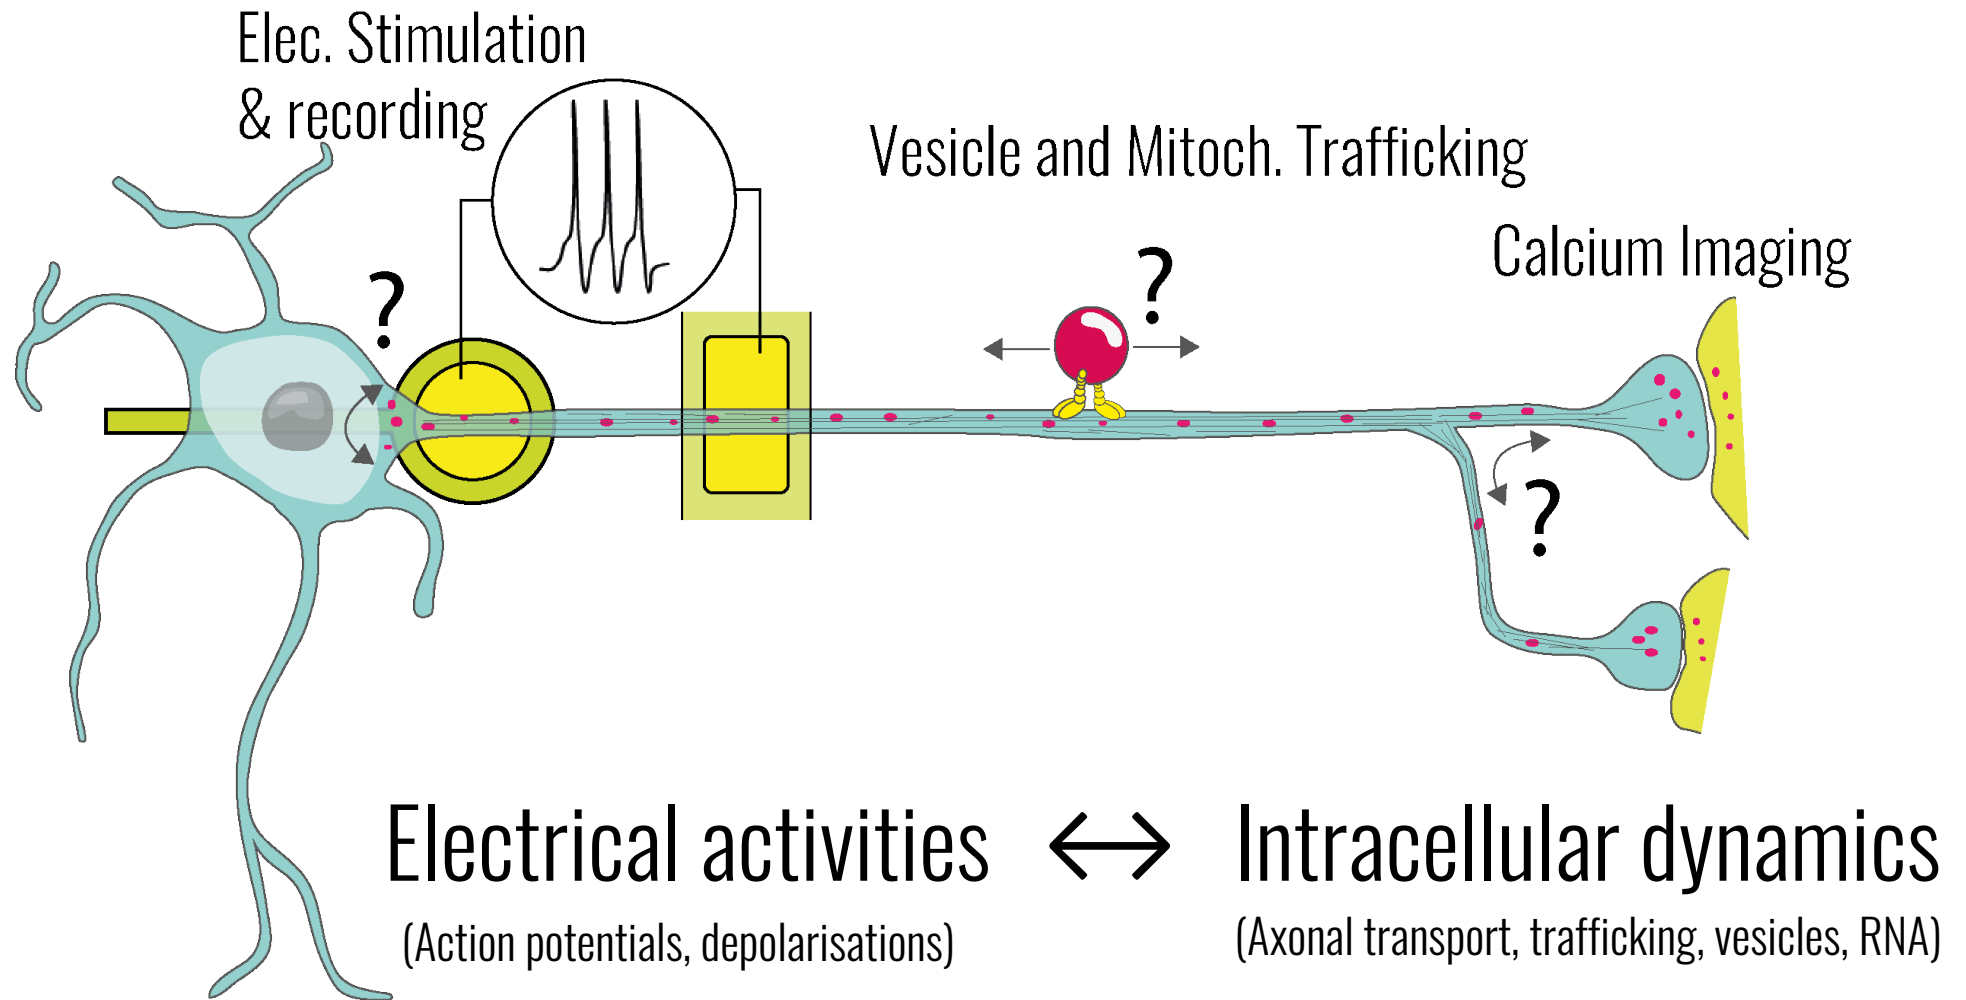 Elec. Stimulation
& recording
Vesicle and Mitoch. Trafficking
Calcium Imaging
?
?
?
Electrical activities ↔ Intracellular dynamics
(Action potentials, depolarisations)
(Axonal transport, trafficking, vesicles, RNA)